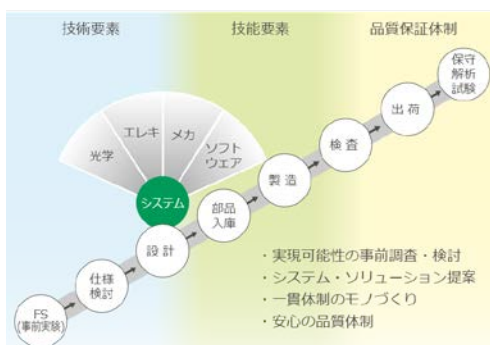 技術要素
技能要素
品質保証体制
光学
エレキ
メカ
ソフト
ウェア
システム
FS
(事前実験)
仕様
検討
設計
部品
入庫
製造
検査
出荷
保守
解析
試験
・実現可能性の事前調査・検討
・システム・ソリューション提案
・一貫体制のモノづくり
・安心の品質体制